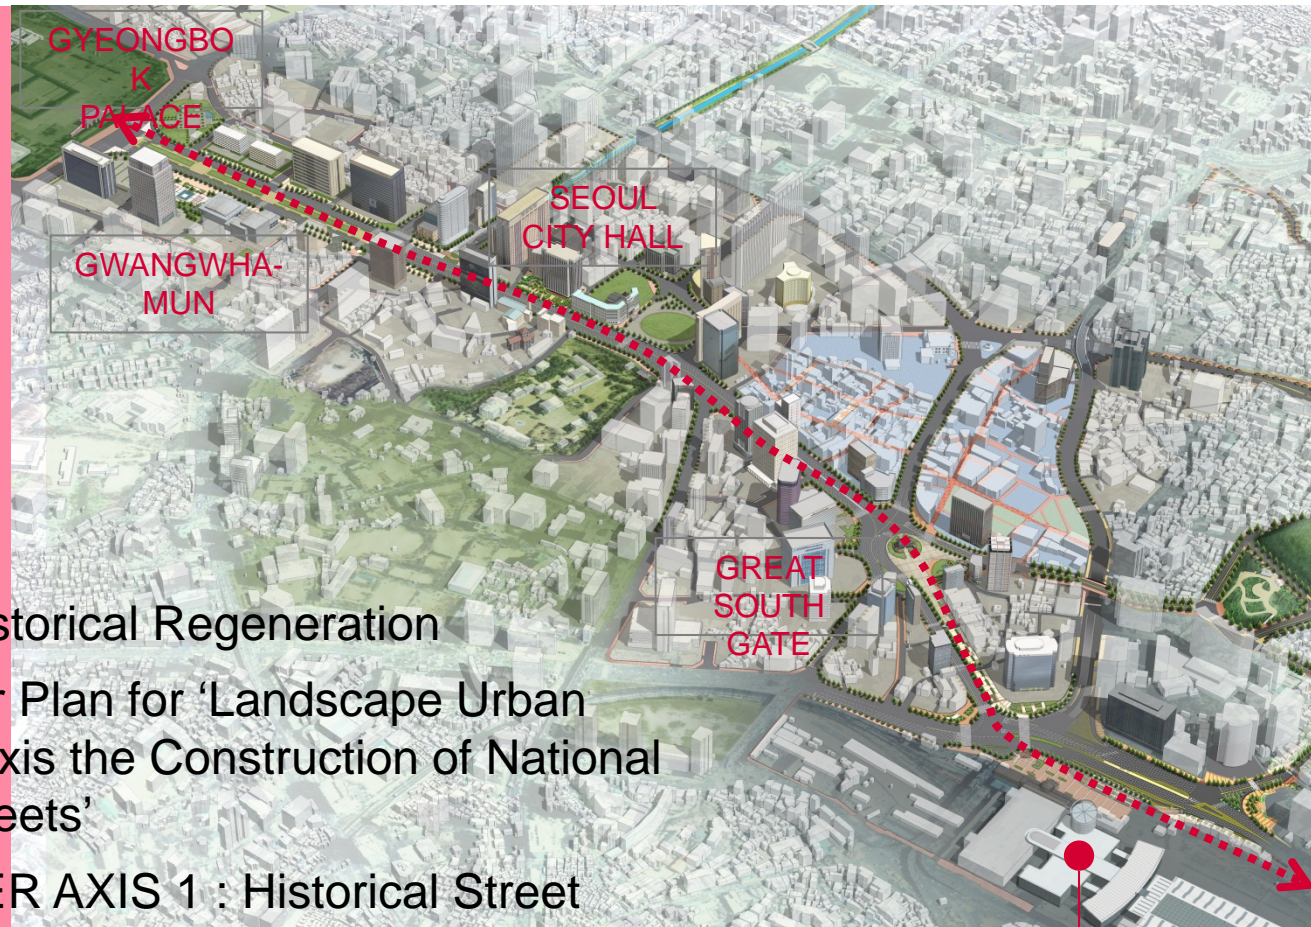 GYEONGBO
K
PALACE
SEOUL
CITY HALL
GWANGWHA-
MUN
GREAT
SOUTH
GATE
storical Regeneration
r Plan for ‘Landscape Urban
xis the Construction of National
eets’
ER AXIS 1 : Historical Street